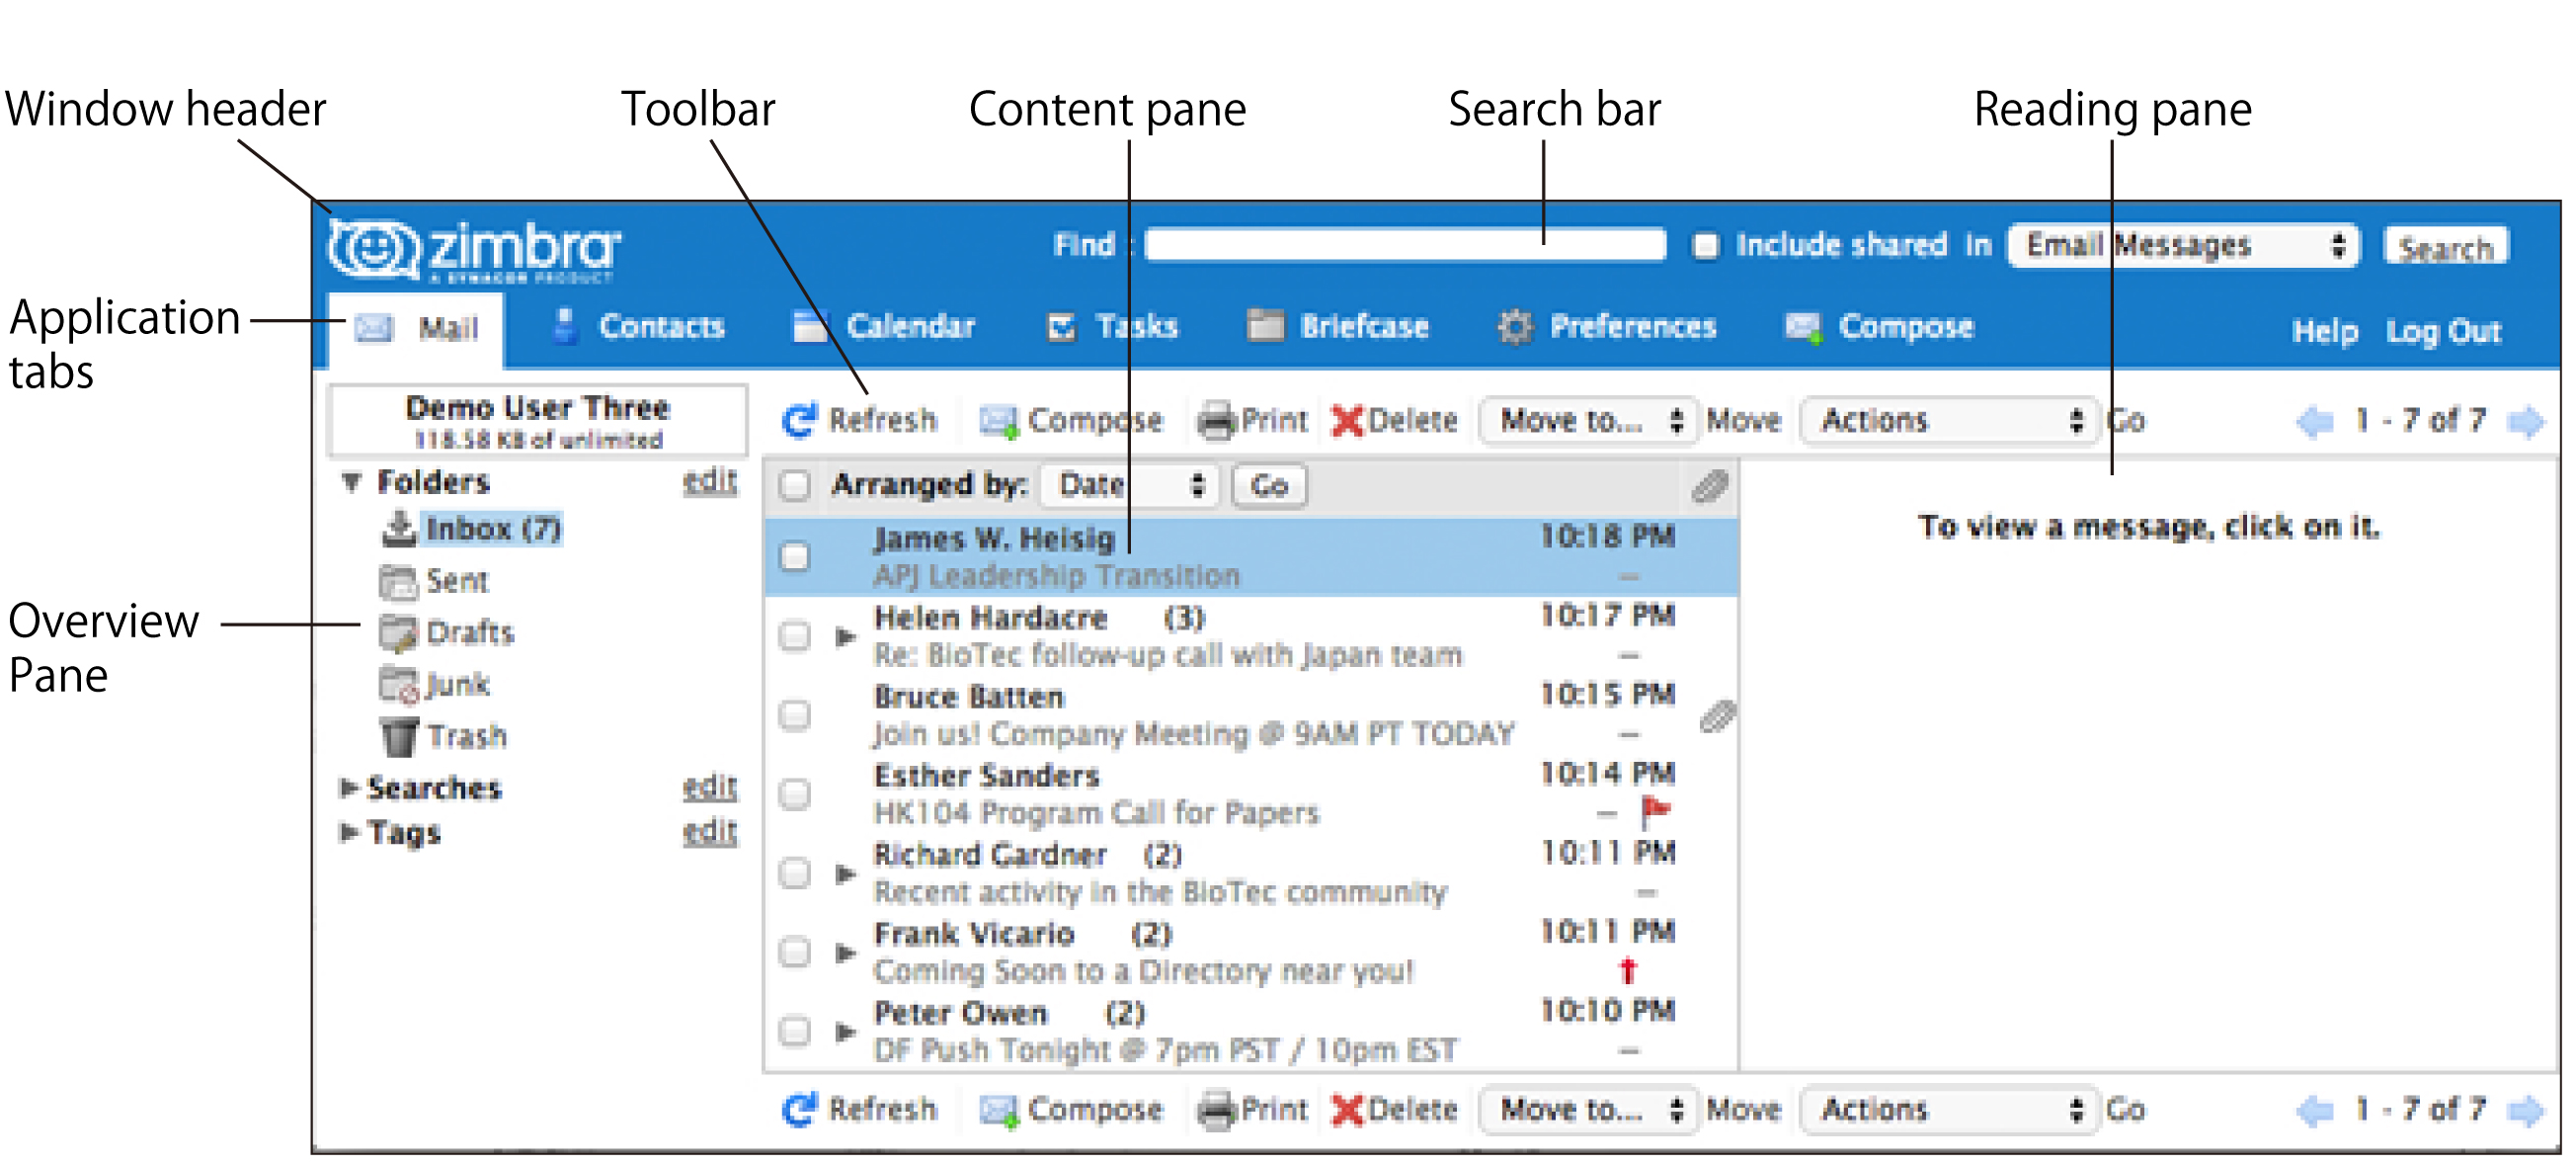 Window header
Toolbar
Content pane
Search bar
Reading pane
Application
tabs
Overview
Pane
zimbra
A SYNACOR PRODUCT
Find :
Include shared in
Email Messages
Search
Mail
Contacts
Calendar
Tasks
Briefcase
Preferences
Compose
Help
Log Out
Demo User Three
118.58 KB of unlimited
Folders edit
Inbox (7)
Sent
Drafts
Junk
Trash
Searches edit
Tags edit
Refresh Compose Print Delete Move to... Move Actions Go 1 - 7 of 7
Arranged by: Date Go
James W. Heisig 10:18 PM
APJ Leadership Transition –
Helen Hardacre (3) 10:17 PM
Re: BioTec follow-up call with Japan team –
Bruce Batten 10:15 PM
Join us! Company Meeting @ 9AM PT TODAY –
Esther Sanders 10:14 PM
HK104 Program Call for Papers –
Richard Gardner (2) 10:11 PM
Recent activity in the BioTec community –
Frank Vicario (2) 10:11 PM
Coming Soon to a Directory near you!
Peter Owen (2) 10:10 PM
DF Push Tonight @ 7pm PST / 10pm EST –
To view a message, click on it.
Refresh Compose Print Delete Move to... Move Actions Go 1 - 7 of 7